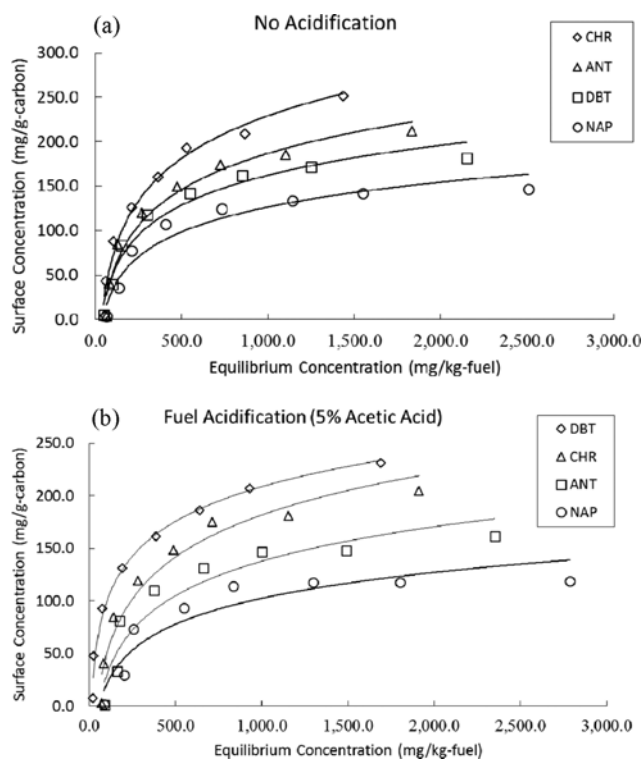 (a)
No Acidification
300.0
250.0
200.0
150.0
100.0
50.0
0.0
Surface Concentration (mg/g-carbon)
CHR
ANT
DBT
NAP
0.0 500.0 1,000.0 1,500.0 2,000.0 2,500.0 3,000.0
Equilibrium Concentration (mg/kg-fuel)
(b)
Fuel Acidification (5% Acetic Acid)
250.0
200.0
150.0
100.0
50.0
0.0
Surface Concentration (mg/g-carbon)
DBT
CHR
ANT
NAP
0.0 500.0 1,000.0 1,500.0 2,000.0 2,500.0 3,000.0
Equilibrium Concentration (mg/kg-fuel)